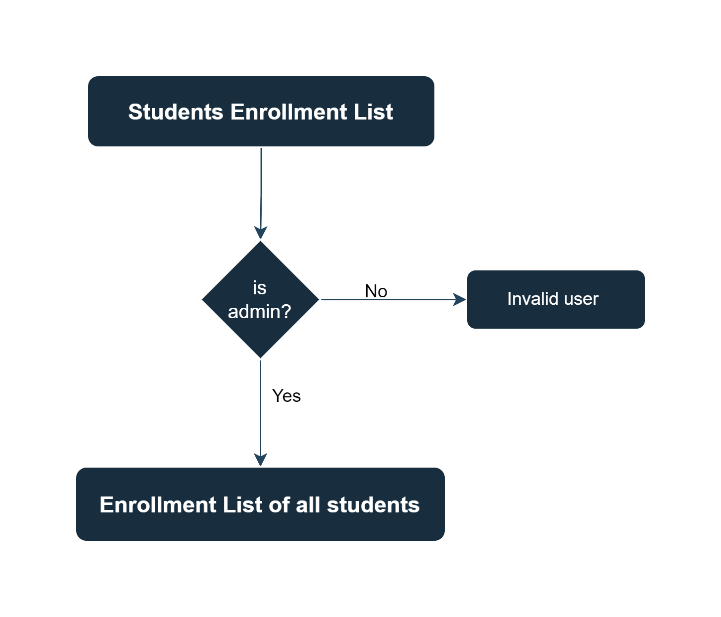 Students Enrollment List
is
admin?
No
Invalid user
Yes
Enrollment List of all students